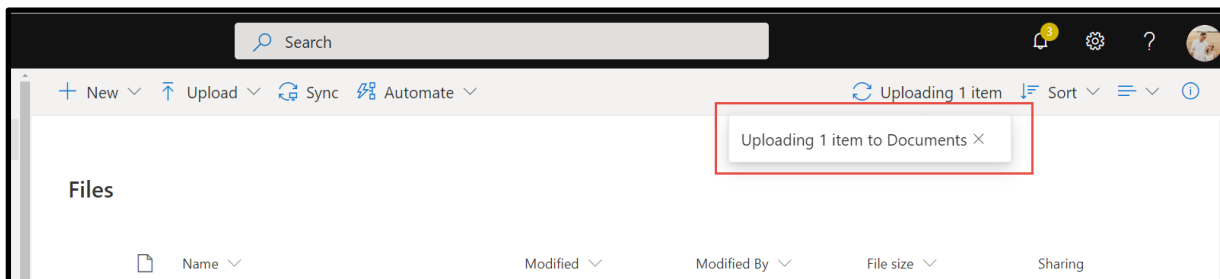 Search
3
?
New Upload Sync Automate Uploading 1 item Sort
Uploading 1 item to Documents
Files
Name Modified Modified By File size Sharing